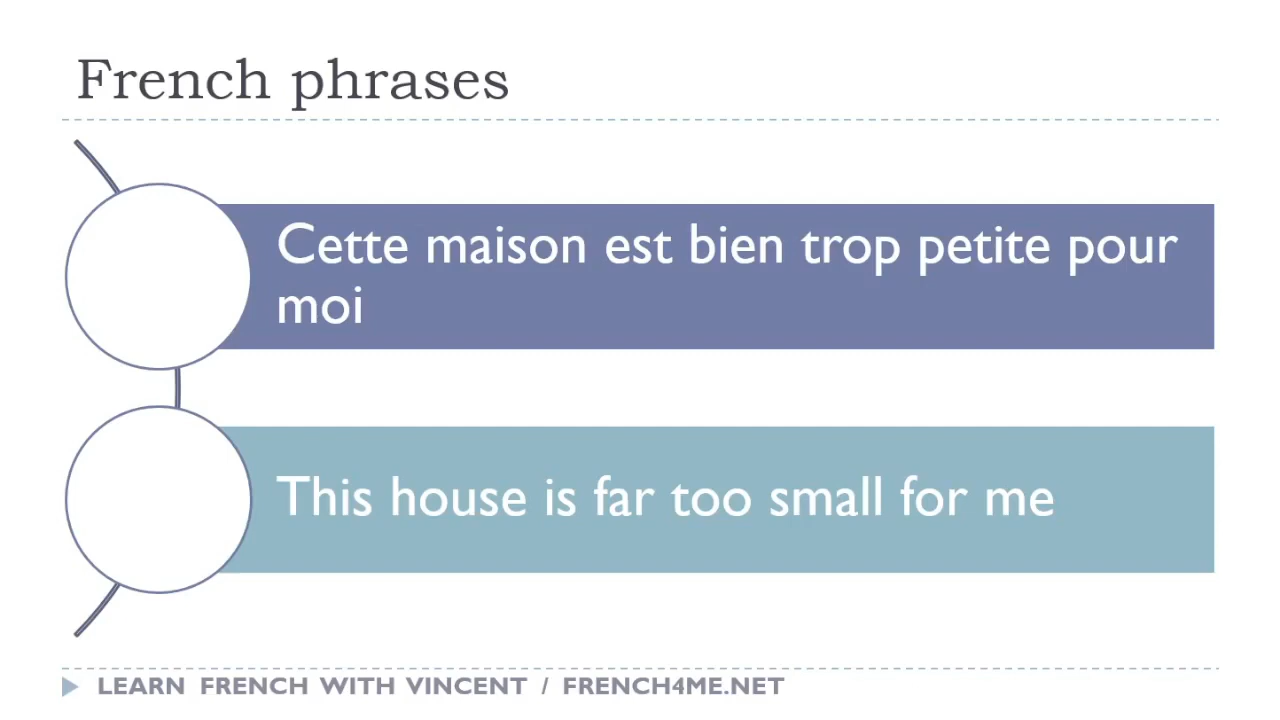 French phrases
Cette maison est bien trop petite pour
moi
This house is far too small for me
LEARN FRENCH WITH VINCENT / FRENCH4ME.NET